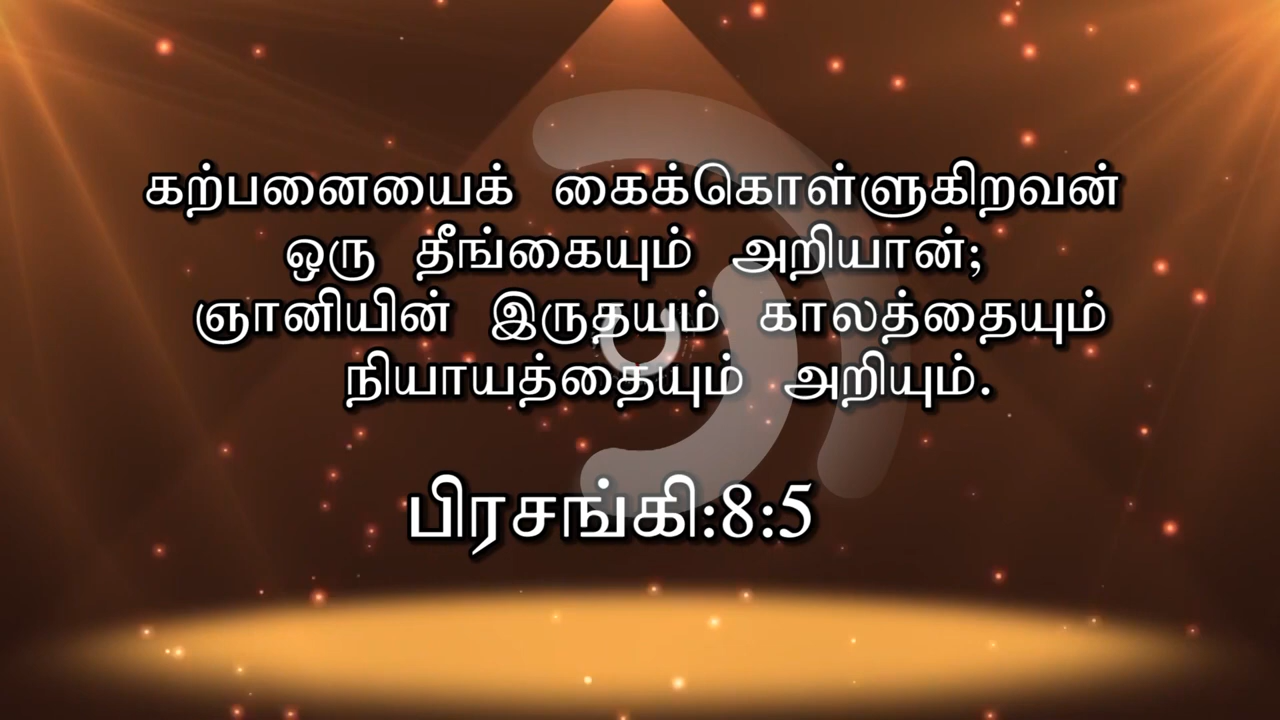 கற்பனையைக் கைக்கொள்ளுகிறவன்
ஒரு தீங்கையும் அறியான்;
ஞானியின் இருதயம் காலத்தையும்
நியாயத்தையும் அறியும்.
பிரசங்கி:8:5